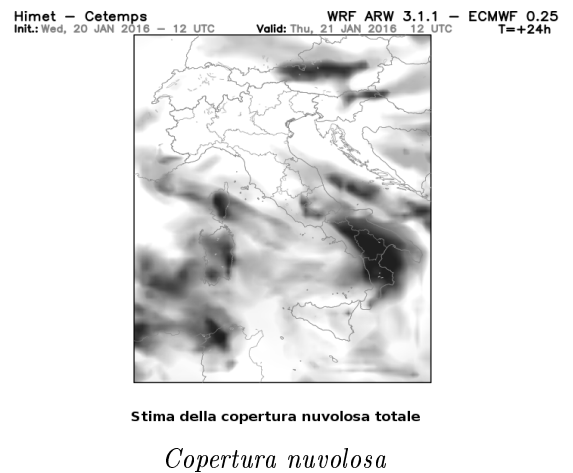 Himet – Cetemps WRF ARW 3.1.1 – ECMWF 0.25
Init.: Wed, 20 JAN 2016 – 12 UTC Valid: Thu, 21 JAN 2016 12 UTC T=+24h
Stima della copertura nuvolosa totale
Copertura nuvolosa